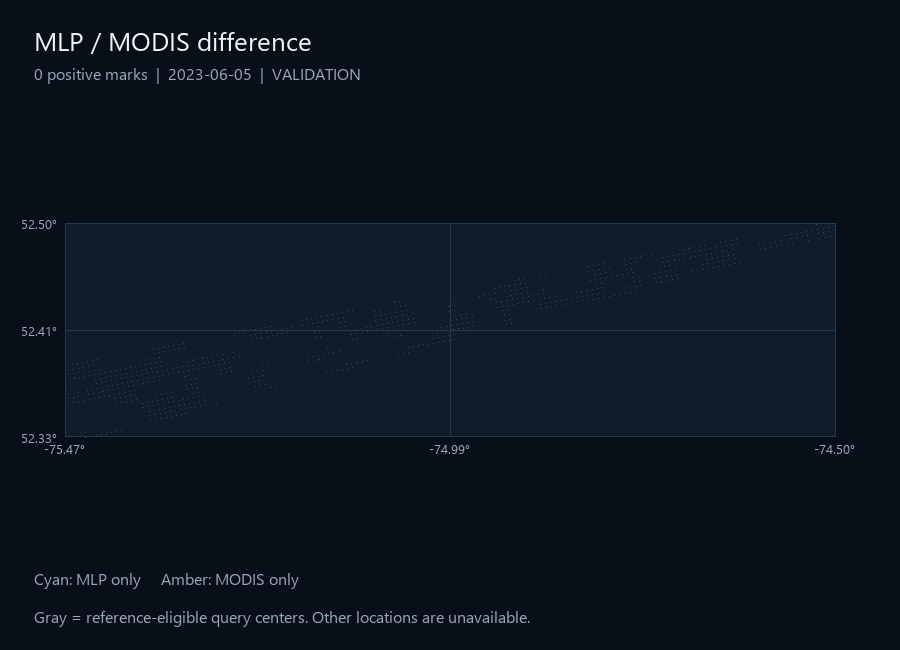 MLP / MODIS difference
0 positive marks | 2023-06-05 | VALIDATION
52.50°
52.41°
52.33°
-75.47° -74.99° -74.50°
Cyan: MLP only Amber: MODIS only
Gray = reference-eligible query centers. Other locations are unavailable.